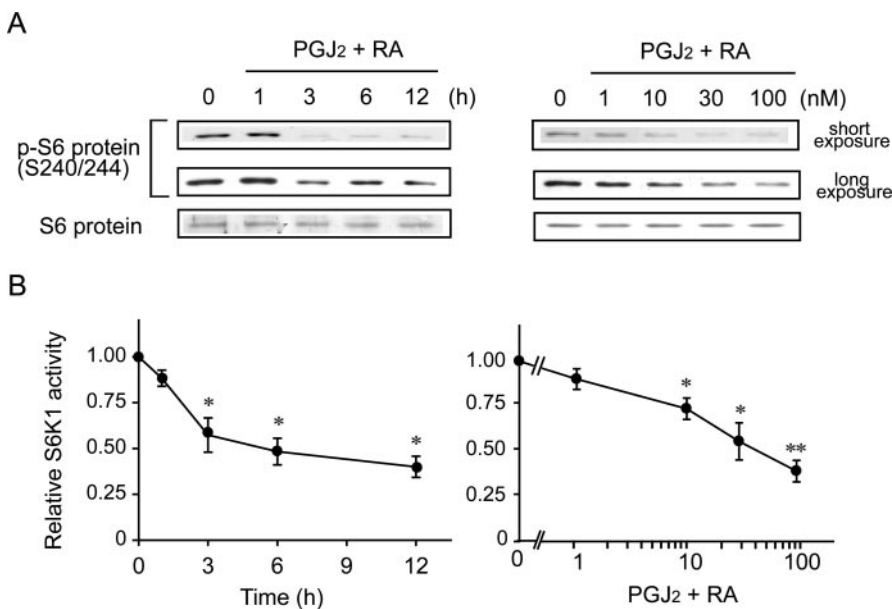 A
PGJ₂ + RA
0 1 3 6 12 (h)
PGJ₂ + RA
0 1 10 30 100 (nM)
p-S6 protein
(S240/244)
short
exposure
long
exposure
S6 protein
B
Relative S6K1 activity
1.00
0.75
0.50
0.25
0
* * *
0 3 6 9 12
Time (h)
1.00
0.75
0.50
0.25
0
* * **
0 1 10 100
PGJ₂ + RA